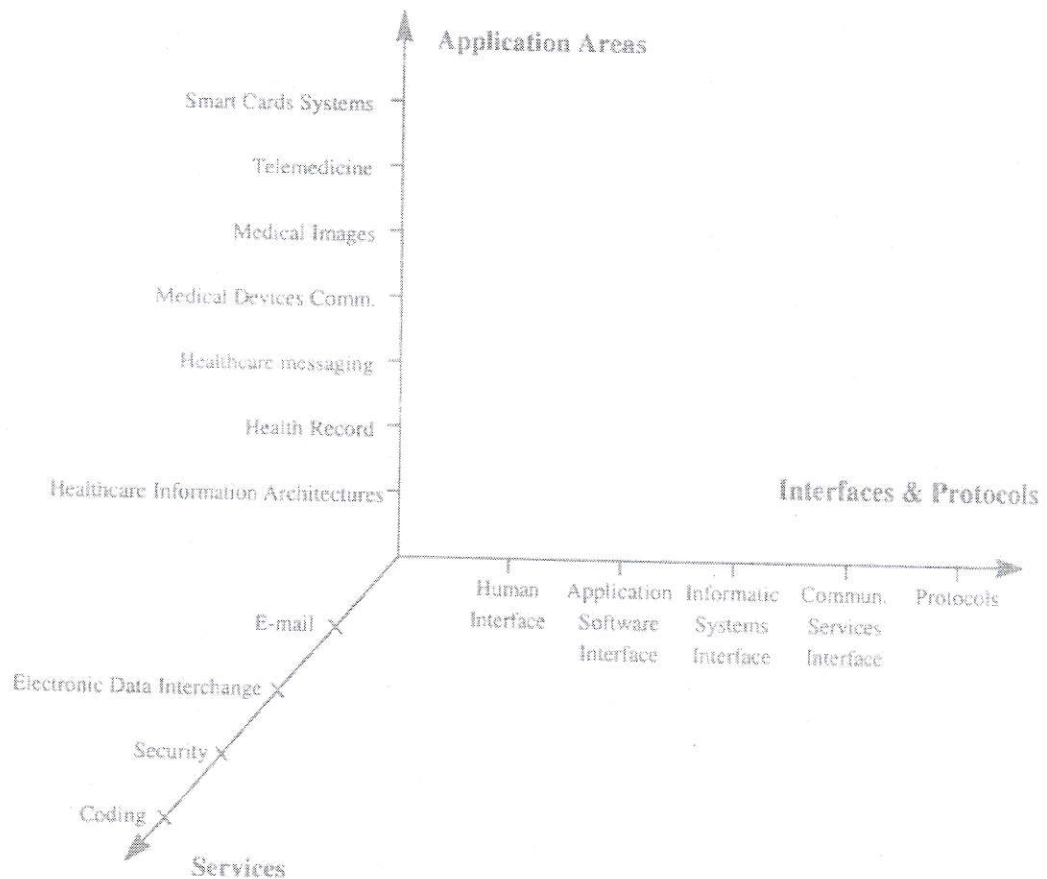 Application Areas
Smart Cards Systems
Telemedicine
Medical Images
Medical Devices Comm.
Healthcare messaging
Health Record
Healthcare Information Architectures
Interfaces & Protocols
Human
Interface
Application
Software
Interface
Informatic
Systems
Interface
Commun.
Services
Interface
Protocols
E-mail
Electronic Data Interchange
Security
Coding
Services